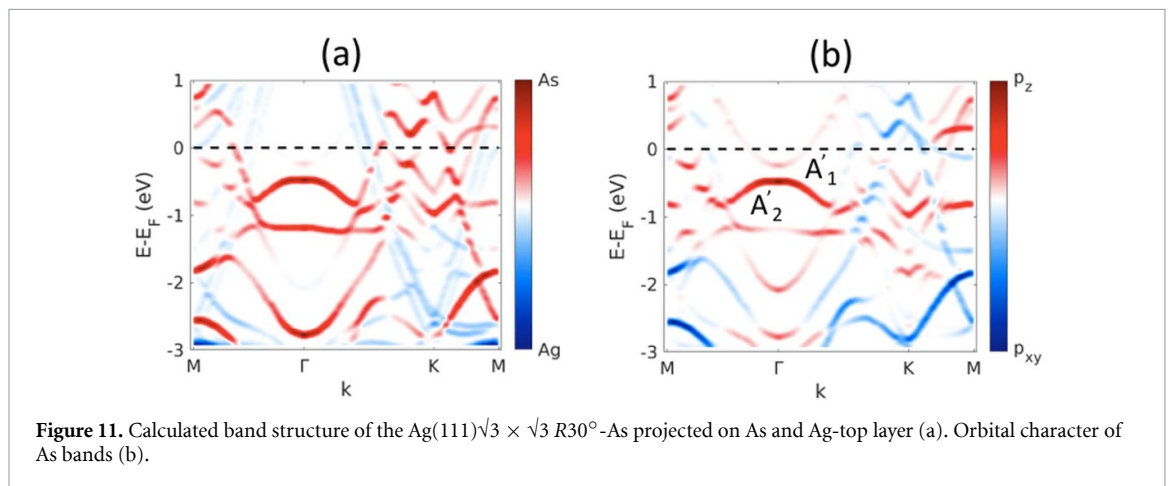 (a)
(b)
1
0
-1
-2
-3
E-E_F (eV)
M Γ K M
k
As
Ag
1
0
-1
-2
-3
E-E_F (eV)
A'_1
A'_2
M Γ K M
k
p_z
p_xy
Figure 11. Calculated band structure of the Ag(111)√3 × √3 R30°-As projected on As and Ag-top layer (a). Orbital character of
As bands (b).